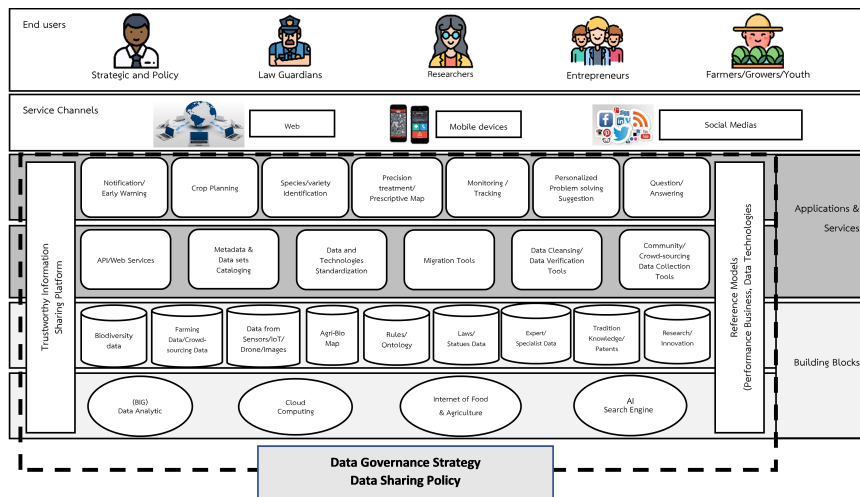 End users
Strategic and Policy
Law Guardians
Researchers
Entrepreneurs
Farmers/Growers/Youth
Service Channels
Web
Mobile devices
Social Medias
Trustworthy Information
Sharing Platform
Notification/
Early Warning
Crop Planning
Species/variety
Identification
Precision
treatment/
Prescriptive Map
Monitoring /
Tracking
Personalized
Problem solving
Suggestion
Question/
Answering
Reference Models
(Performance Business, Data Technologies
Applications &
Services
API/Web Services
Metadata &
Data sets
Cataloging
Data and
Technologies
Standardization
Migration Tools
Data Cleansing/
Data Verification
Tools
Community/
Crowd-sourcing
Data Collection
Tools
Biodiversity
data
Farming
Data/Crowd-
sourcing Data
Data from
Sensors/IoT/
Drone/Images
Agri-Bio
Map
Rules/
Ontology
Laws/
Statues Data
Expert/
Specialist Data
Tradition
Knowledge/
Patents
Research/
Innovation
Building Blocks
(BIG)
Data Analytic
Cloud
Computing
Internet of Food
& Agriculture
AI
Search Engine
Data Governance Strategy
Data Sharing Policy